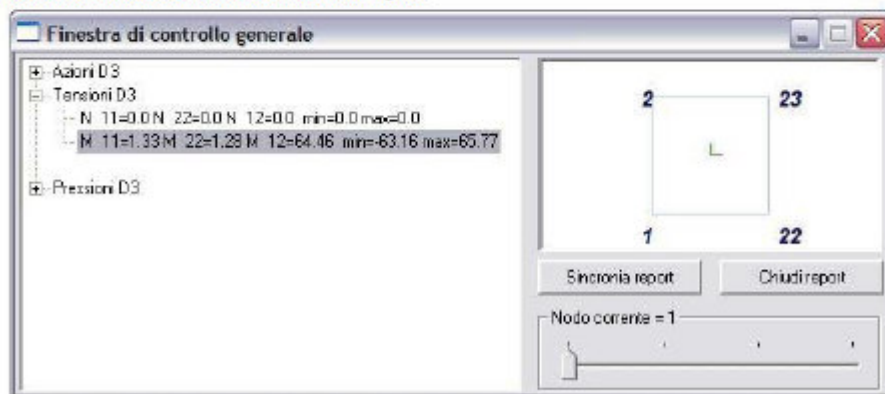 Finestra di controllo generale
Azioni D3
Tensioni D3
N 11=0.0 N 22=0.0 N 12=0.0 min=0.0 max=0.0
M 11=1.33 M 22=1.28 M 12=64.46 min=-63.16 max=65.77
Pressioni D3
2 23
1 22
Sincronia report Chiudi report
Nodo corrente = 1